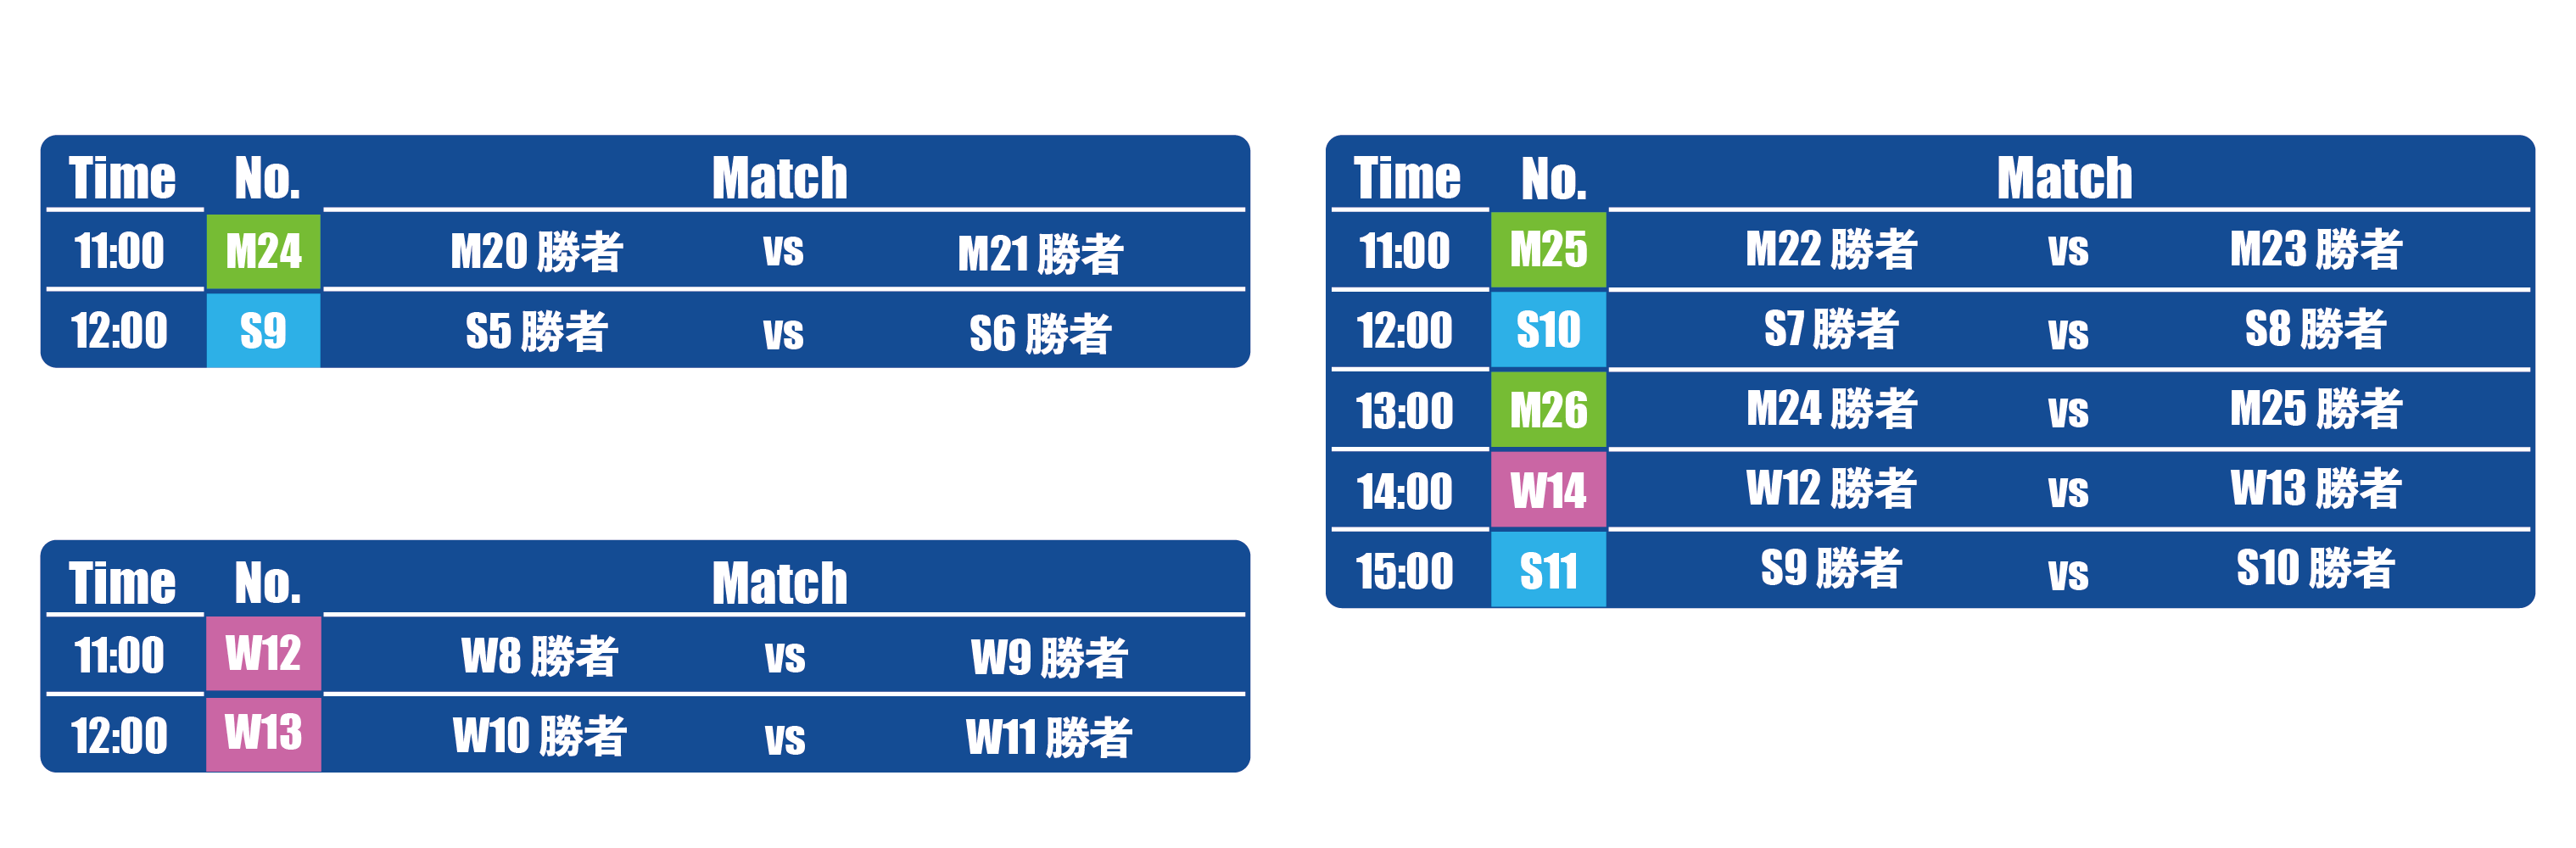 Time No. Match
11:00 M24 M20 勝者 vs M21 勝者
12:00 S9 S5 勝者 vs S6 勝者
Time No. Match
11:00 W12 W8 勝者 vs W9 勝者
12:00 W13 W10 勝者 vs W11 勝者
Time No. Match
11:00 M25 M22 勝者 vs M23 勝者
12:00 S10 S7 勝者 vs S8 勝者
13:00 M26 M24 勝者 vs M25 勝者
14:00 W14 W12 勝者 vs W13 勝者
15:00 S11 S9 勝者 vs S10 勝者